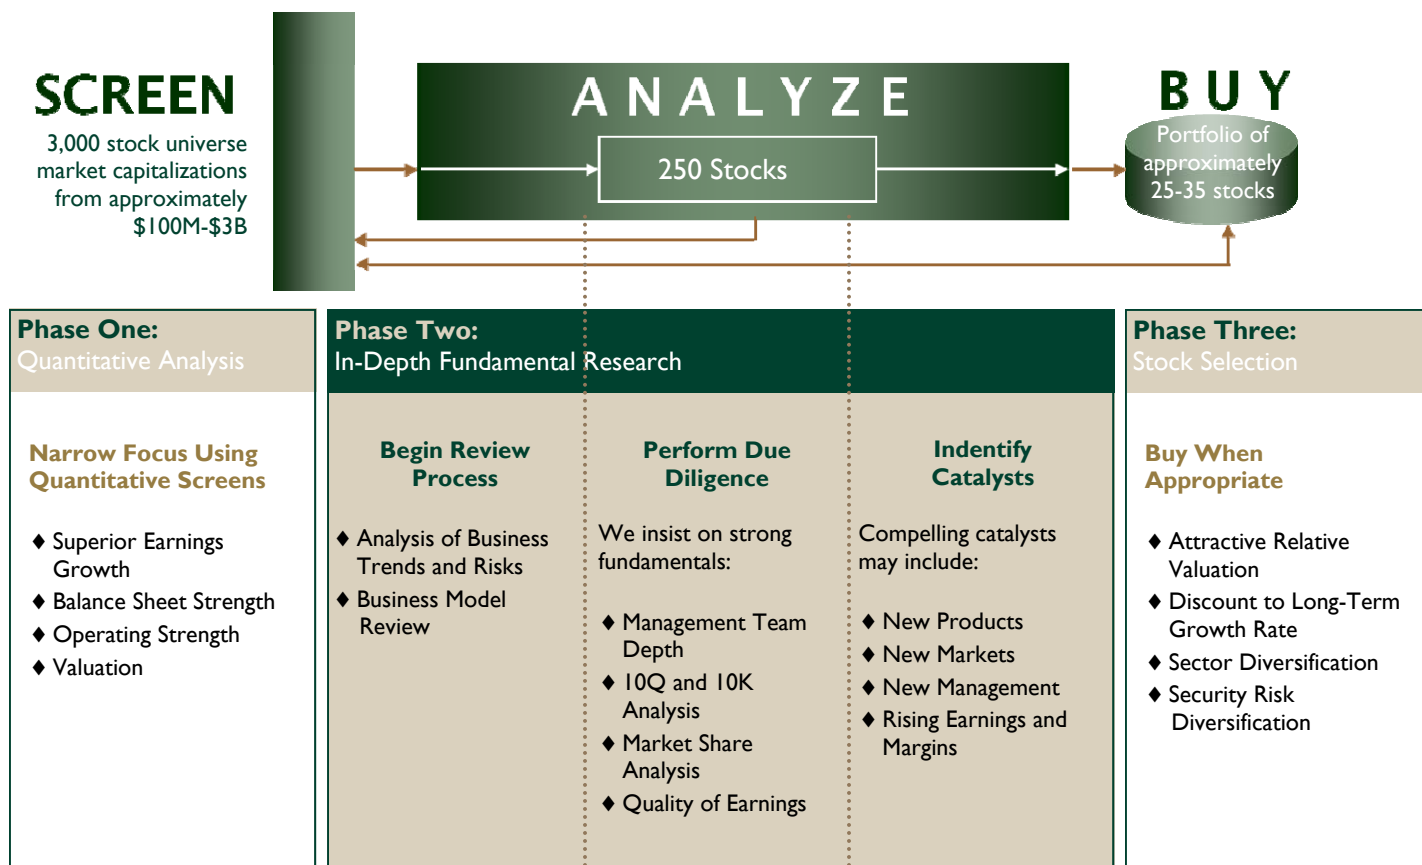 SCREEN
3,000 stock universe
market capitalizations
from approximately
$100M-$3B
ANALYZE
250 Stocks
BUY
Portfolio of
approximately
25-35 stocks
Phase One:
Quantitative Analysis
Narrow Focus Using
Quantitative Screens
♦ Superior Earnings
Growth
♦ Balance Sheet Strength
♦ Operating Strength
♦ Valuation
Phase Two:
In-Depth Fundamental Research
Begin Review
Process
♦ Analysis of Business
Trends and Risks
♦ Business Model
Review
Perform Due
Diligence
We insist on strong
fundamentals:
♦ Management Team
Depth
♦ 10Q and 10K
Analysis
♦ Market Share
Analysis
♦ Quality of Earnings
Indentify
Catalysts
Compelling catalysts
may include:
♦ New Products
♦ New Markets
♦ New Management
♦ Rising Earnings and
Margins
Phase Three:
Stock Selection
Buy When
Appropriate
♦ Attractive Relative
Valuation
♦ Discount to Long-Term
Growth Rate
♦ Sector Diversification
♦ Security Risk
Diversification